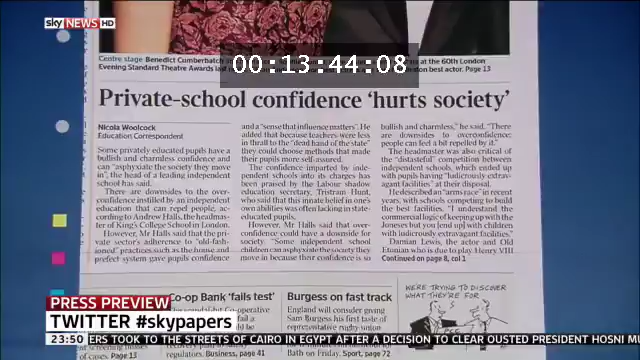 sky NEWS HD
Centre stage Benedict Cumberbatch at the 60th London
Evening Standard Theatre Awards last best actor. Page 13
00:13:44:08
Private-school confidence 'hurts society'
Nicola Woolcock
Education Correspondent
Some privately educated pupils have a
bullish and charmless confidence and
can "asphyxiate the society they move
in", the head of a leading independent
school has said.
There are downsides to the over-
confidence instilled by an independent
education that can repel people, ac-
cording to Andrew Halls, the headmas-
ter of King's College School in London.
However, Mr Halls said that the pri-
vate sector's adherence to "old-fash-
ioned" practices such as the house and
prefect system gave pupils confidence
and a "sense that influence matters". He
added that because teachers were less
in thrall to the "dead hand of the state"
they could choose methods that made
their pupils more self-assured.
The confidence imparted by inde-
pendent schools into its charges has
been praised by the Labour shadow
education secretary, Tristram Hunt,
who said that this innate belief in one's
own abilities was often lacking in state
educated pupils.
However, Mr Halls said that over-
confidence could have a downside for
society. "Some independent school
children can asphyxiate the society they
move in because their confidence is so
bullish and charmless," he said. "There
are downsides to overconfidence;
people can feel a bit repelled by it."
The headmaster was also critical of
the "distasteful" competition between
independent schools, which ended up
with pupils having "ludicrously extrav-
agant facilities" at their disposal.
He described an "arms race" in recent
years, with schools competing to build
the best facilities. "I understand the
commercial logic of keeping up with the
Joneses but you [end up] with children
with ludicrously extravagant facilities."
Damian Lewis, the actor and Old
Etonian who is due to play Henry VIII
Continued on page 8, col 1
Co-op Bank 'fails test'
Co-operative
regulators. Business, page 41
Burgess on fast track
England will consider giving
Sam Burgess his first taste of
representative rugby union
Bath on Friday. Sport, page 72
of cases. Page 13
WE'RE TRYING TO DISCOVER
WHAT THEY'RE FOR
PRESS PREVIEW
TWITTER #skypapers
23:50 ERS TOOK TO THE STREETS OF CAIRO IN EGYPT AFTER A DECISION TO CLEAR OUSTED PRESIDENT HOSNI M